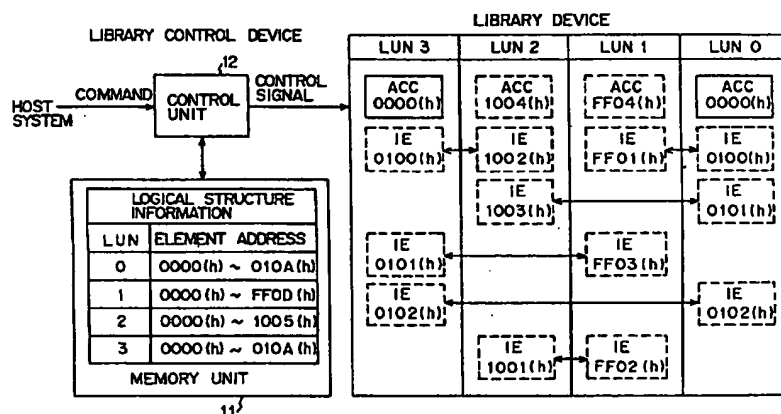 LIBRARY CONTROL DEVICE
12
HOST SYSTEM
COMMAND
CONTROL UNIT
CONTROL SIGNAL
LOGICAL STRUCTURE INFORMATION
LUN ELEMENT ADDRESS
0 0000(h) ~ 010A(h)
1 0000(h) ~ FF0D(h)
2 0000(h) ~ 1005(h)
3 0000(h) ~ 010A(h)
MEMORY UNIT
11
LIBRARY DEVICE
LUN 3 LUN 2 LUN 1 LUN 0
ACC ACC ACC ACC
0000(h) 1004(h) FF04(h) 0000(h)
IE IE IE IE
0100(h) 1002(h) FF01(h) 0100(h)
IE IE
1003(h) 0101(h)
IE IE
0101(h) FF03(h)
IE IE
0102(h) 0102(h)
IE IE
1001(h) FF02(h)